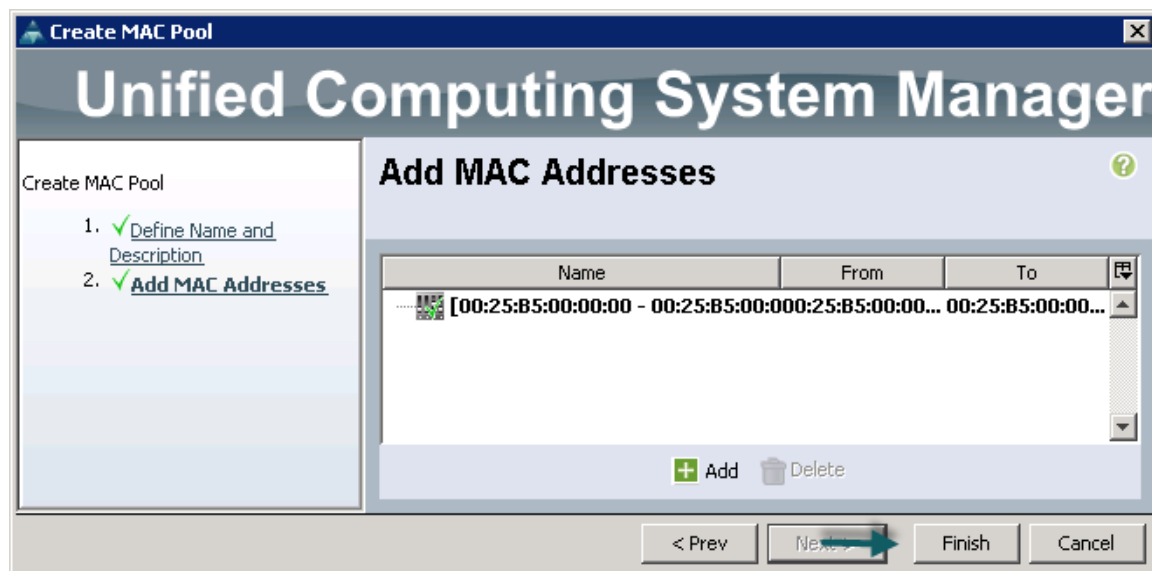 Create MAC Pool
Unified Computing System Manager
Create MAC Pool
1. Define Name and
Description
2. Add MAC Addresses
Add MAC Addresses
?
Name From To
[00:25:B5:00:00:00 - 00:25:B5:00:000:25:B5:00:00... 00:25:B5:00:00...
Add Delete
< Prev Next > Finish Cancel